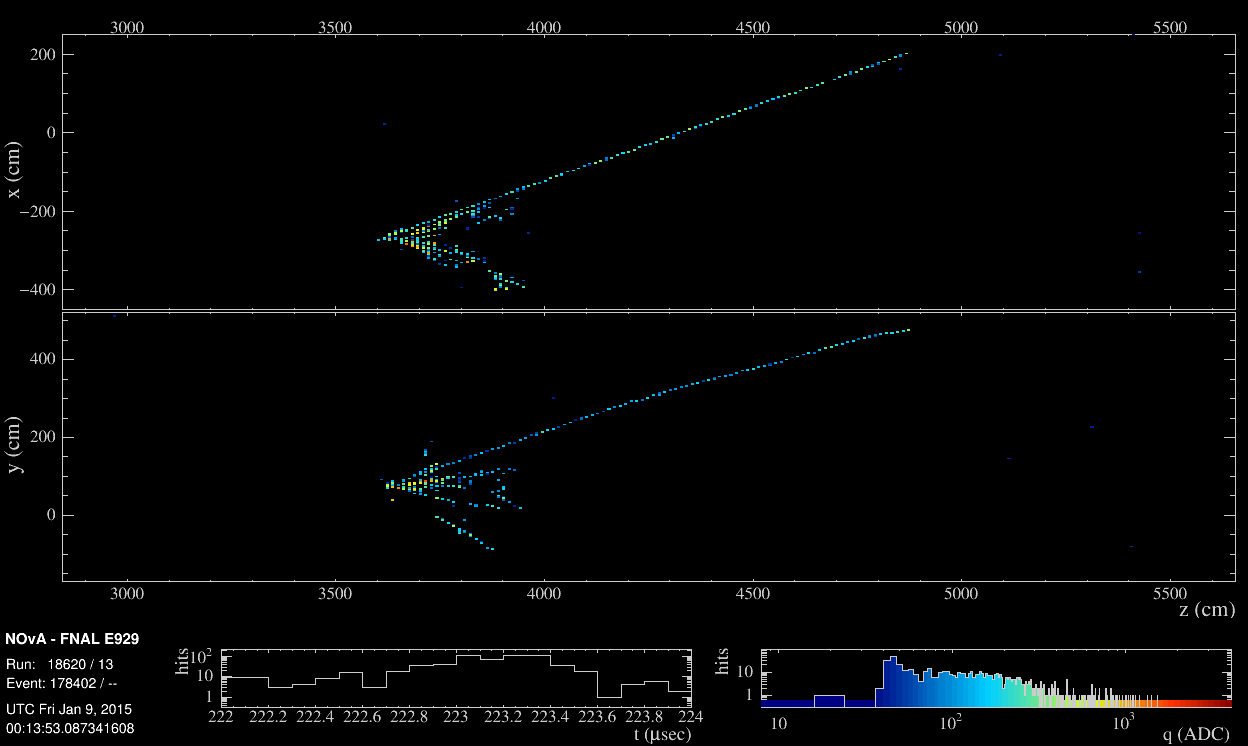 3000 3500 4000 4500 5000 5500
200
0
−200
−400
x (cm)
400
200
0
y (cm)
3000 3500 4000 4500 5000 5500
z (cm)
NOvA - FNAL E929
Run: 18620 / 13
Event: 178402 / --
UTC Fri Jan 9, 2015
00:13:53.087341608
hits
10²
10
1
222 222.2 222.4 222.6 222.8 223 223.2 223.4 223.6 223.8 224
t (μsec)
hits
10
1
10 10² 10³
q (ADC)